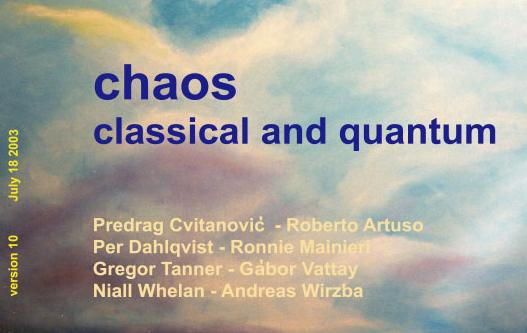 chaos
classical and quantum
Predrag Cvitanović - Roberto Artuso
Per Dahlqvist - Ronnie Mainieri
Gregor Tanner - Gábor Vattay
Niall Whelan - Andreas Wirzba
version 10 July 18 2003